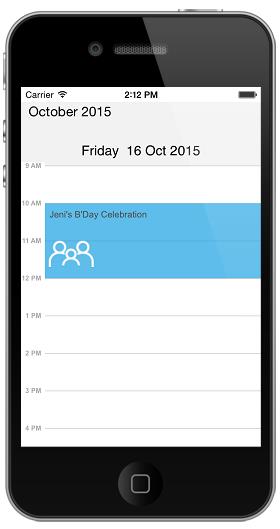 Carrier 2:12 PM
October 2015
Friday 16 Oct 2015
9 AM
10 AM
Jeni's B'Day Celebration
11 AM
12 PM
1 PM
2 PM
3 PM
4 PM